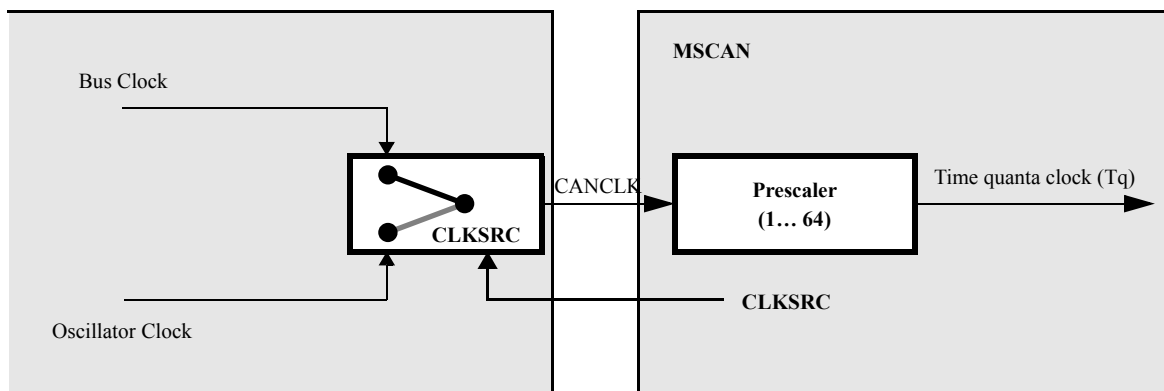 MSCAN
Bus Clock
CANCLK
Prescaler
(1… 64)
Time quanta clock (Tq)
CLKSRC
CLKSRC
Oscillator Clock